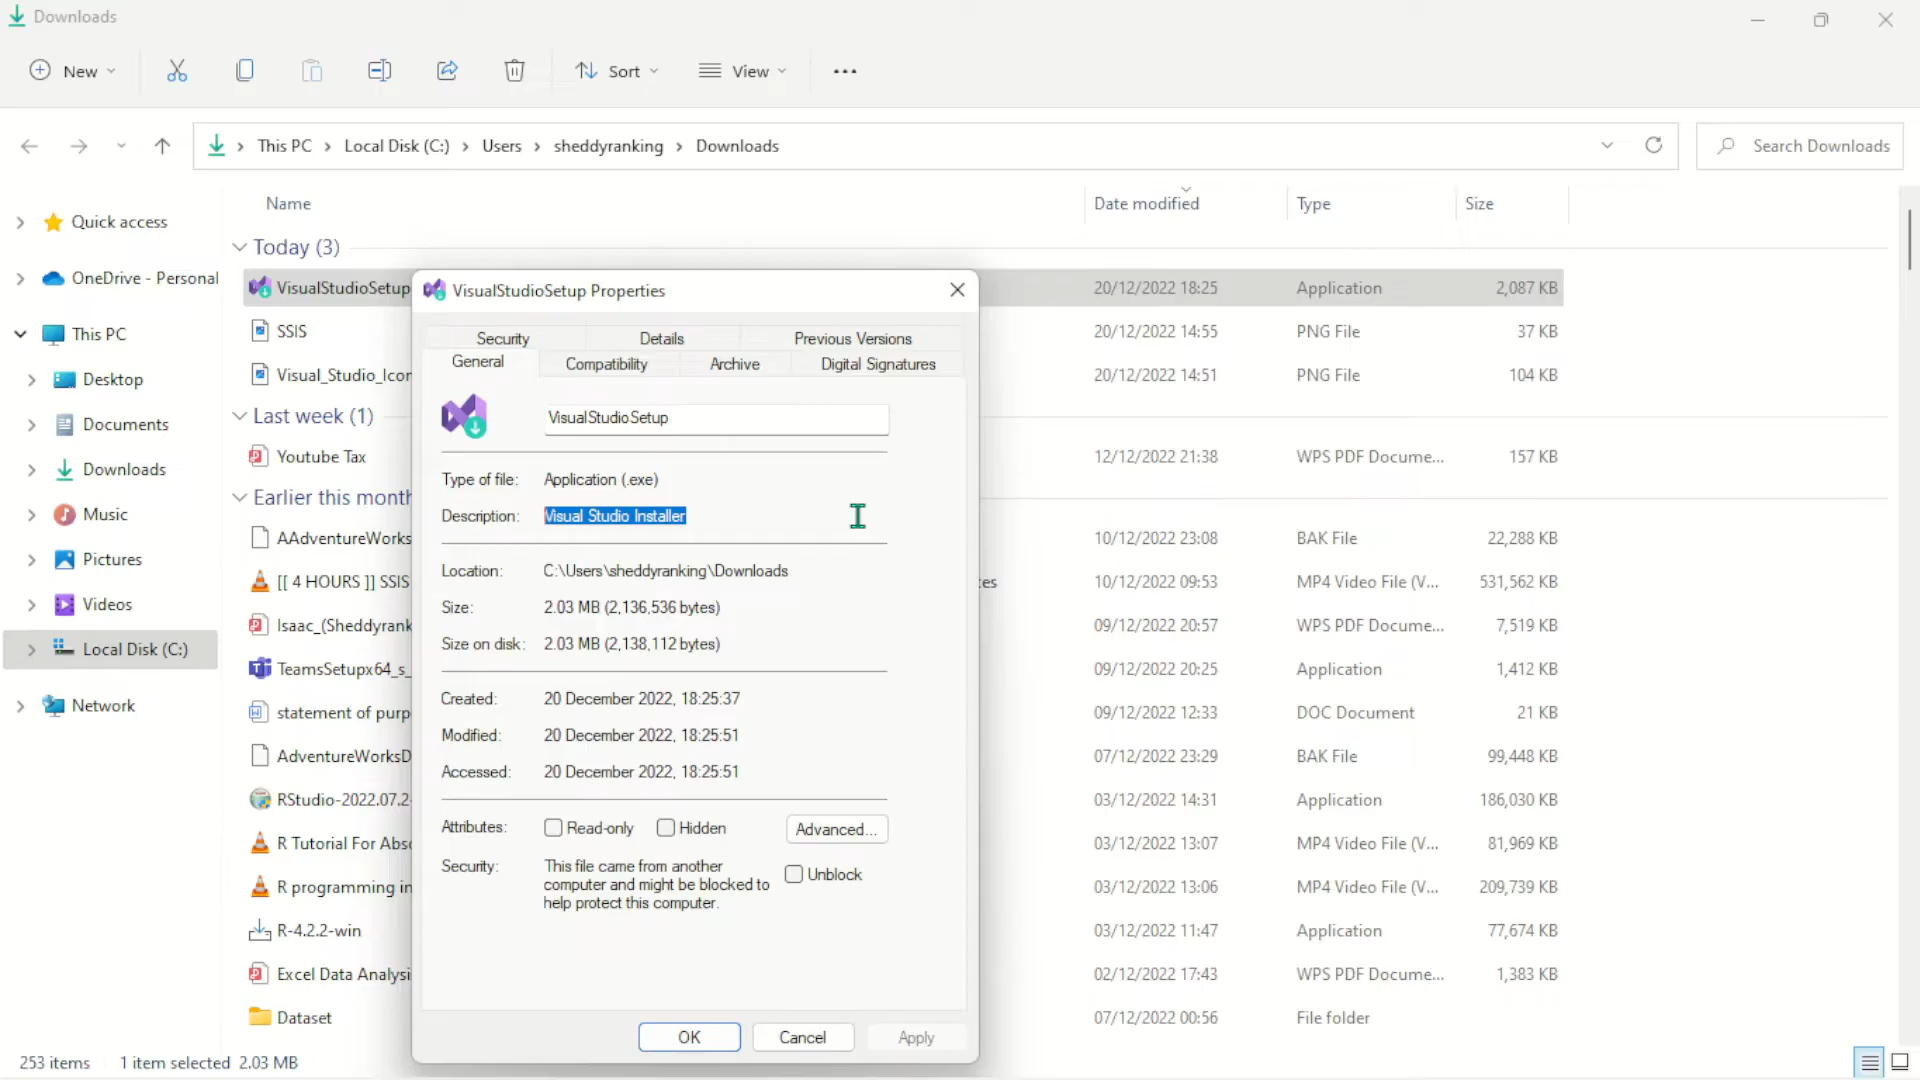 Downloads
New Sort View
This PC Local Disk (C:) Users sheddyranking Downloads Search Downloads
Name Date modified Type Size
Quick access
OneDrive - Personal
This PC
Desktop
Documents
Downloads
Music
Pictures
Videos
Local Disk (C:)
Network
Today (3)
VisualStudioSetup 20/12/2022 18:25 Application 2,087 KB
SSIS 20/12/2022 14:55 PNG File 37 KB
Visual_Studio_Icon 20/12/2022 14:51 PNG File 104 KB
Last week (1)
Youtube Tax 12/12/2022 21:38 WPS PDF Docume... 157 KB
Earlier this month
AAdventureWorks 10/12/2022 23:08 BAK File 22,288 KB
[[ 4 HOURS ]] SSIS es 10/12/2022 09:53 MP4 Video File (V... 531,562 KB
Isaac_(Sheddyrank 09/12/2022 20:57 WPS PDF Docume... 7,519 KB
TeamsSetupx64_s_ 09/12/2022 20:25 Application 1,412 KB
statement of purp 09/12/2022 12:33 DOC Document 21 KB
AdventureWorksD 07/12/2022 23:29 BAK File 99,448 KB
RStudio-2022.07.2- 03/12/2022 14:31 Application 186,030 KB
R Tutorial For Abso 03/12/2022 13:07 MP4 Video File (V... 81,969 KB
R programming in 03/12/2022 13:06 MP4 Video File (V... 209,739 KB
R-4.2.2-win 03/12/2022 11:47 Application 77,674 KB
Excel Data Analysi 02/12/2022 17:43 WPS PDF Docume... 1,383 KB
Dataset 07/12/2022 00:56 File folder
VisualStudioSetup Properties
Security Details Previous Versions
General Compatibility Archive Digital Signatures
VisualStudioSetup
Type of file: Application (.exe)
Description: Visual Studio Installer
Location: C:\Users\sheddyranking\Downloads
Size: 2.03 MB (2,136,536 bytes)
Size on disk: 2.03 MB (2,138,112 bytes)
Created: 20 December 2022, 18:25:37
Modified: 20 December 2022, 18:25:51
Accessed: 20 December 2022, 18:25:51
Attributes: Read-only Hidden Advanced...
Security: This file came from another
computer and might be blocked to
help protect this computer.
Unblock
OK Cancel Apply
253 items 1 item selected 2.03 MB